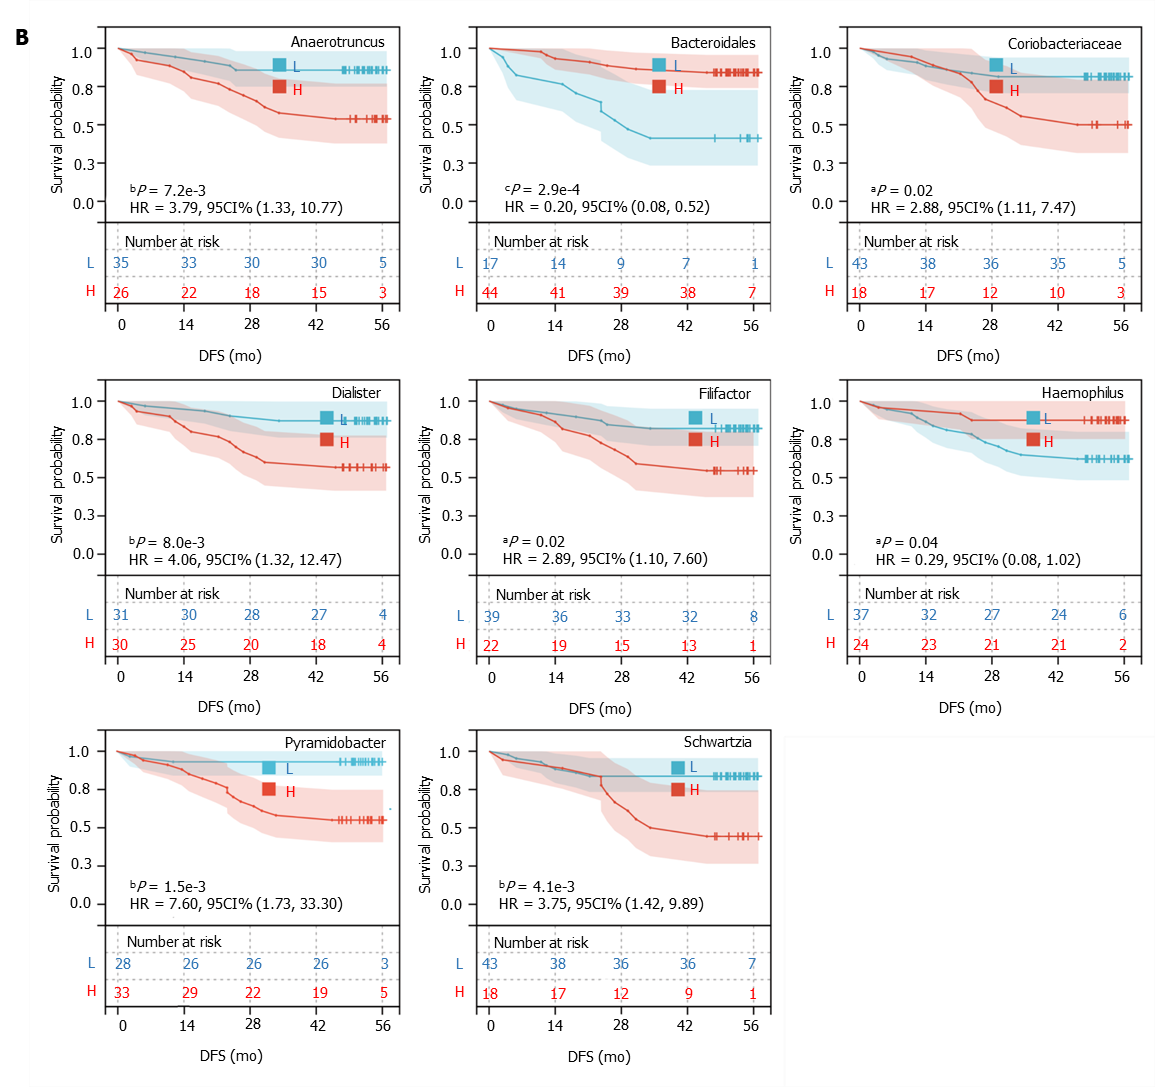 B
Anaerotruncus
Survival probability
1.0
0.8
0.5
0.3
0.0
L
H
bP = 7.2e-3
HR = 3.79, 95CI% (1.33, 10.77)
Number at risk
L 35 33 30 30 5
H 26 22 18 15 3
0 14 28 42 56
DFS (mo)
Bacteroidales
Survival probability
1.0
0.8
0.5
0.3
0.0
L
H
cP = 2.9e-4
HR = 0.20, 95CI% (0.08, 0.52)
Number at risk
L 17 14 9 7 1
H 44 41 39 38 7
0 14 28 42 56
DFS (mo)
Coriobacteriaceae
Survival probability
1.0
0.8
0.5
0.3
0.0
L
H
aP = 0.02
HR = 2.88, 95CI% (1.11, 7.47)
Number at risk
L 43 38 36 35 5
H 18 17 12 10 3
0 14 28 42 56
DFS (mo)
Dialister
Survival probability
1.0
0.8
0.5
0.3
0.0
L
H
bP = 8.0e-3
HR = 4.06, 95CI% (1.32, 12.47)
Number at risk
L 31 30 28 27 4
H 30 25 20 18 4
0 14 28 42 56
DFS (mo)
Filifactor
Survival probability
1.0
0.8
0.5
0.3
0.0
L
H
aP = 0.02
HR = 2.89, 95CI% (1.10, 7.60)
Number at risk
L 39 36 33 32 8
H 22 19 15 13 1
0 14 28 42 56
DFS (mo)
Haemophilus
Survival probability
1.0
0.8
0.5
0.3
0.0
L
H
aP = 0.04
HR = 0.29, 95CI% (0.08, 1.02)
Number at risk
L 37 32 27 24 6
H 24 23 21 21 2
0 14 28 42 56
DFS (mo)
Pyramidobacter
Survival probability
1.0
0.8
0.5
0.3
0.0
L
H
bP = 1.5e-3
HR = 7.60, 95CI% (1.73, 33.30)
Number at risk
L 28 26 26 26 3
H 33 29 22 19 5
0 14 28 42 56
DFS (mo)
Schwartzia
Survival probability
1.0
0.8
0.5
0.3
0.0
L
H
bP = 4.1e-3
HR = 3.75, 95CI% (1.42, 9.89)
Number at risk
L 43 38 36 36 7
H 18 17 12 9 1
0 14 28 42 56
DFS (mo)